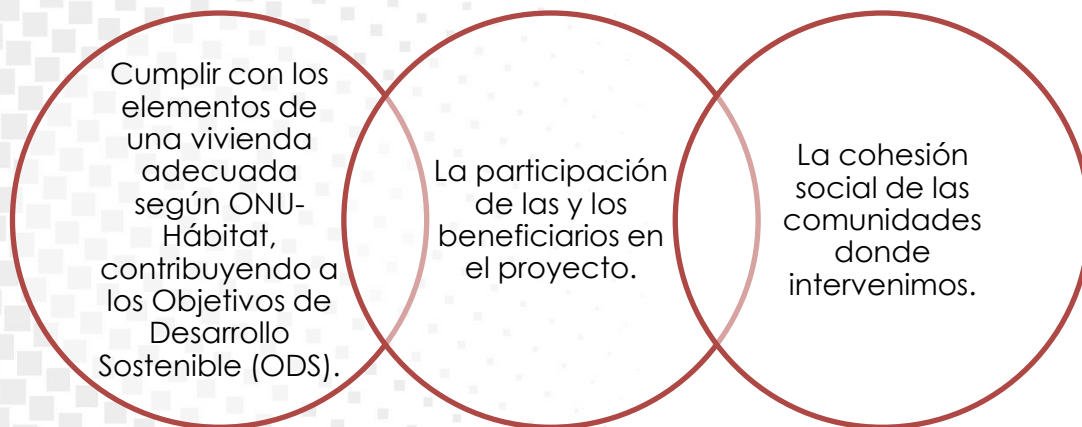 Cumplir con los
elementos de
una vivienda
adecuada
según ONU-
Hábitat,
contribuyendo a
los Objetivos de
Desarrollo
Sostenible (ODS).
La participación
de las y los
beneficiarios en
el proyecto.
La cohesión
social de las
comunidades
donde
intervenimos.